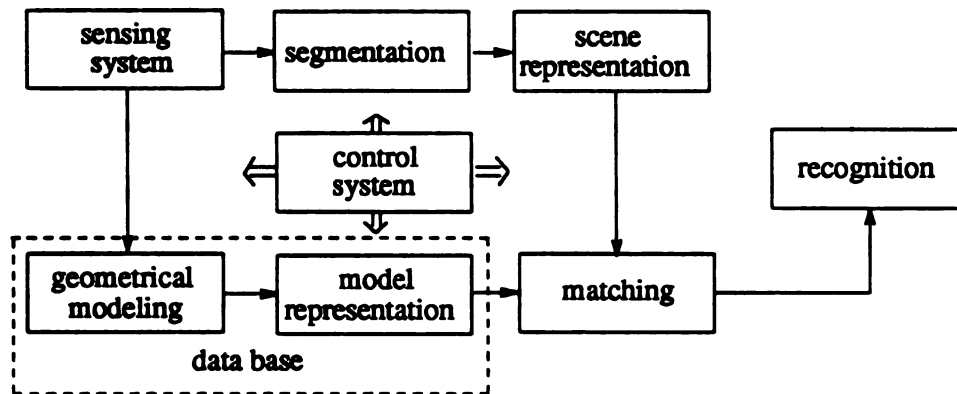 sensing
system
segmentation
scene
representation
control
system
recognition
geometrical
modeling
model
representation
matching
data base